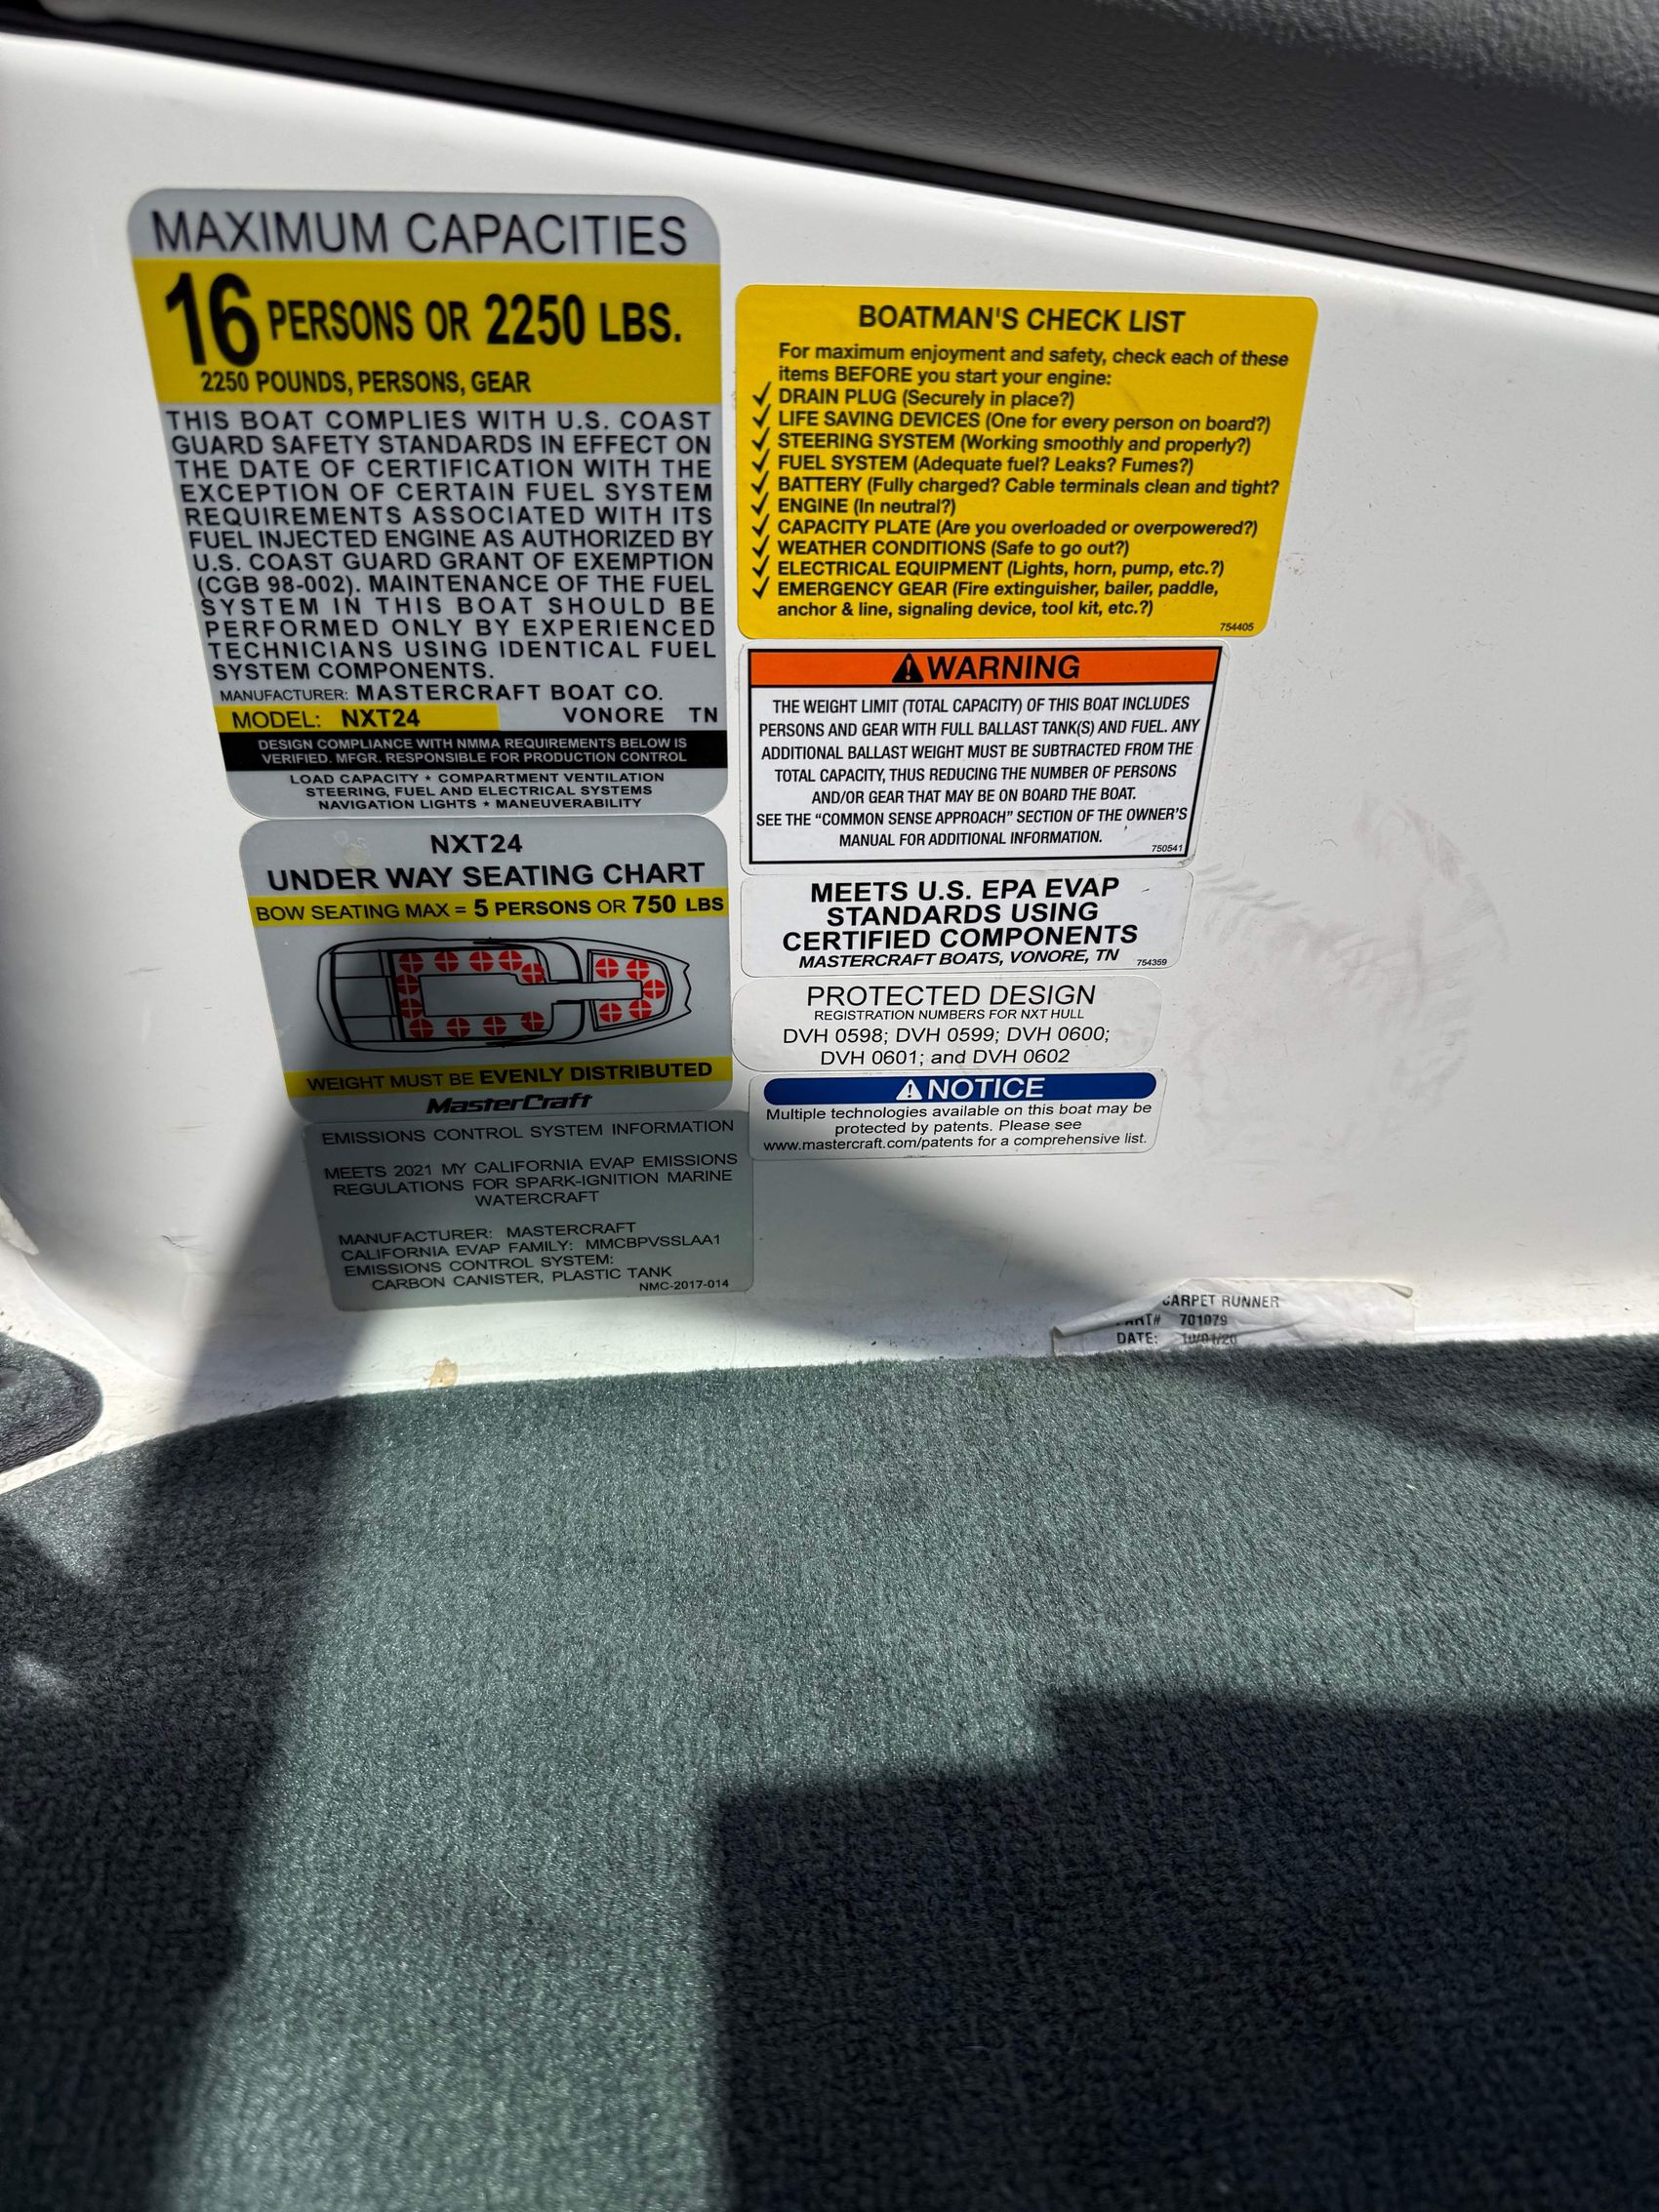 MAXIMUM CAPACITIES
16 PERSONS OR 2250 LBS.
2250 POUNDS, PERSONS, GEAR
THIS BOAT COMPLIES WITH U.S. COAST
GUARD SAFETY STANDARDS IN EFFECT ON
THE DATE OF CERTIFICATION WITH THE
EXCEPTION OF CERTAIN FUEL SYSTEM
REQUIREMENTS ASSOCIATED WITH ITS
FUEL INJECTED ENGINE AS AUTHORIZED BY
U.S. COAST GUARD GRANT OF EXEMPTION
(CGB 98-002). MAINTENANCE OF THE FUEL
SYSTEM IN THIS BOAT SHOULD BE
PERFORMED ONLY BY EXPERIENCED
TECHNICIANS USING IDENTICAL FUEL
SYSTEM COMPONENTS.
MANUFACTURER: MASTERCRAFT BOAT CO.
MODEL: NXT24 VONORE TN
DESIGN COMPLIANCE WITH NMMA REQUIREMENTS BELOW IS
VERIFIED. MFGR. RESPONSIBLE FOR PRODUCTION CONTROL
LOAD CAPACITY * COMPARTMENT VENTILATION
STEERING, FUEL AND ELECTRICAL SYSTEMS
NAVIGATION LIGHTS * MANEUVERABILITY
NXT24
UNDER WAY SEATING CHART
BOW SEATING MAX = 5 PERSONS OR 750 LBS
WEIGHT MUST BE EVENLY DISTRIBUTED
MasterCraft
EMISSIONS CONTROL SYSTEM INFORMATION
MEETS 2021 MY CALIFORNIA EVAP EMISSIONS
REGULATIONS FOR SPARK-IGNITION MARINE
WATERCRAFT
MANUFACTURER: MASTERCRAFT
CALIFORNIA EVAP FAMILY: MMCBPVSSLAA1
EMISSIONS CONTROL SYSTEM:
CARBON CANISTER, PLASTIC TANK
NMC-2017-014
BOATMAN'S CHECK LIST
For maximum enjoyment and safety, check each of these
items BEFORE you start your engine:
✓ DRAIN PLUG (Securely in place?)
✓ LIFE SAVING DEVICES (One for every person on board?)
✓ STEERING SYSTEM (Working smoothly and properly?)
✓ FUEL SYSTEM (Adequate fuel? Leaks? Fumes?)
✓ BATTERY (Fully charged? Cable terminals clean and tight?
✓ ENGINE (In neutral?)
✓ CAPACITY PLATE (Are you overloaded or overpowered?)
✓ WEATHER CONDITIONS (Safe to go out?)
✓ ELECTRICAL EQUIPMENT (Lights, horn, pump, etc.?)
✓ EMERGENCY GEAR (Fire extinguisher, bailer, paddle,
anchor & line, signaling device, tool kit, etc.?)
754405
WARNING
THE WEIGHT LIMIT (TOTAL CAPACITY) OF THIS BOAT INCLUDES
PERSONS AND GEAR WITH FULL BALLAST TANK(S) AND FUEL. ANY
ADDITIONAL BALLAST WEIGHT MUST BE SUBTRACTED FROM THE
TOTAL CAPACITY, THUS REDUCING THE NUMBER OF PERSONS
AND/OR GEAR THAT MAY BE ON BOARD THE BOAT.
SEE THE “COMMON SENSE APPROACH” SECTION OF THE OWNER'S
MANUAL FOR ADDITIONAL INFORMATION.
750541
MEETS U.S. EPA EVAP
STANDARDS USING
CERTIFIED COMPONENTS
MASTERCRAFT BOATS, VONORE, TN
754359
PROTECTED DESIGN
REGISTRATION NUMBERS FOR NXT HULL
DVH 0598; DVH 0599; DVH 0600;
DVH 0601; and DVH 0602
NOTICE
Multiple technologies available on this boat may be
protected by patents. Please see
www.mastercraft.com/patents for a comprehensive list.
CARPET RUNNER
701079
DATE: